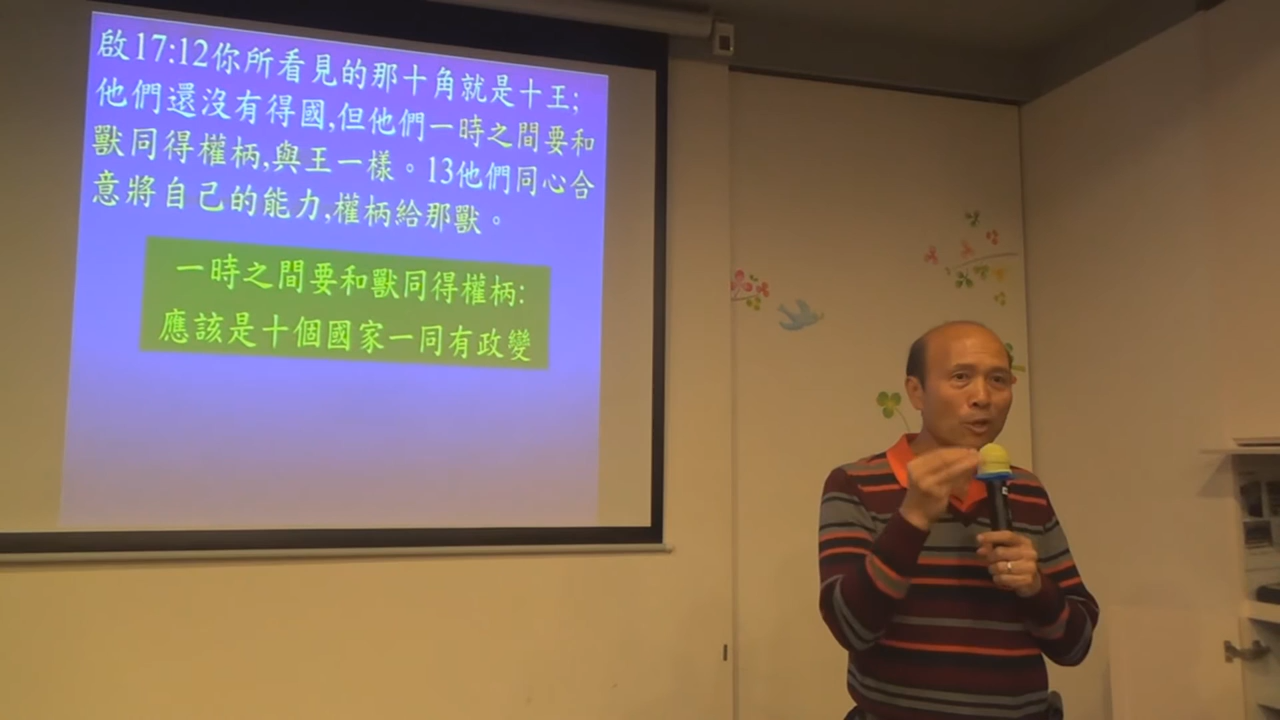 啟17:12你所看見的那十角就是十王;
他們還沒有得國,但他們一時之間要和
獸同得權柄,與王一樣。13他們同心合
意將自己的能力,權柄給那獸。
一時之間要和獸同得權柄:
應該是十個國家一同有政變